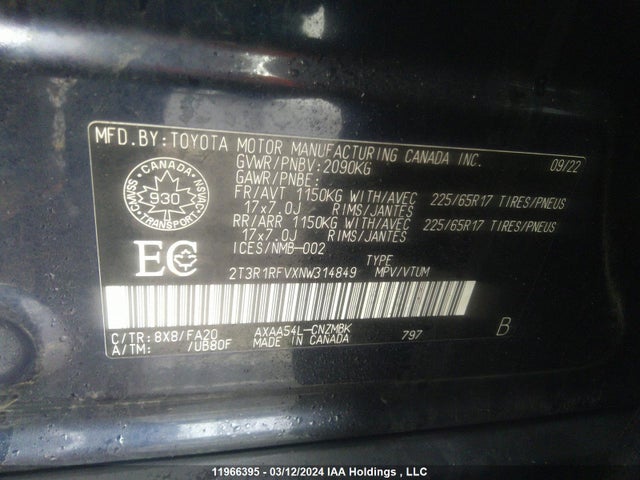 MFD.BY:TOYOTA MOTOR MANUFACTURING CANADA INC.
09/22
GVWR/PNBV:2090KG
GAWR/PNBE:
FR/AVT 1150KG WITH/AVEC 225/65R17 TIRES/PNEUS
17x7.0J RIMS/JANTES
RR/ARR 1150KG WITH/AVEC 225/65R17 TIRES/PNEUS
17x7.0J RIMS/JANTES
ICES/NMB-002
CANADA
CMVSS
NSVAC
930
TRANSPORT
EC
TYPE
2T3R1RFVXNW314849 MPV/VTUM
C/TR: 8X8/FA20 AXAA54L-CNZMBK 797
A/TM: /UB80F MADE IN CANADA
B
11966395 - 03/12/2024 IAA Holdings , LLC